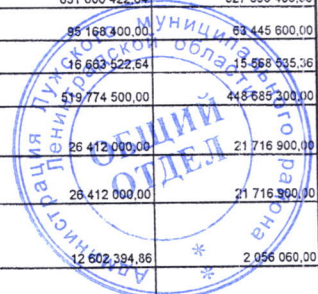 95 168 400,00 63 445 600,00
16 663 522,64 15 568 535,36
519 774 500,00 448 685 300,00
26 412 000,00 21 716 900,00
26 412 000,00 21 716 900,00
12 602 394,86 2 056 060,00
Администрация Лужского муниципального района
Ленинградской области
ОБЩИЙ
ОТДЕЛ